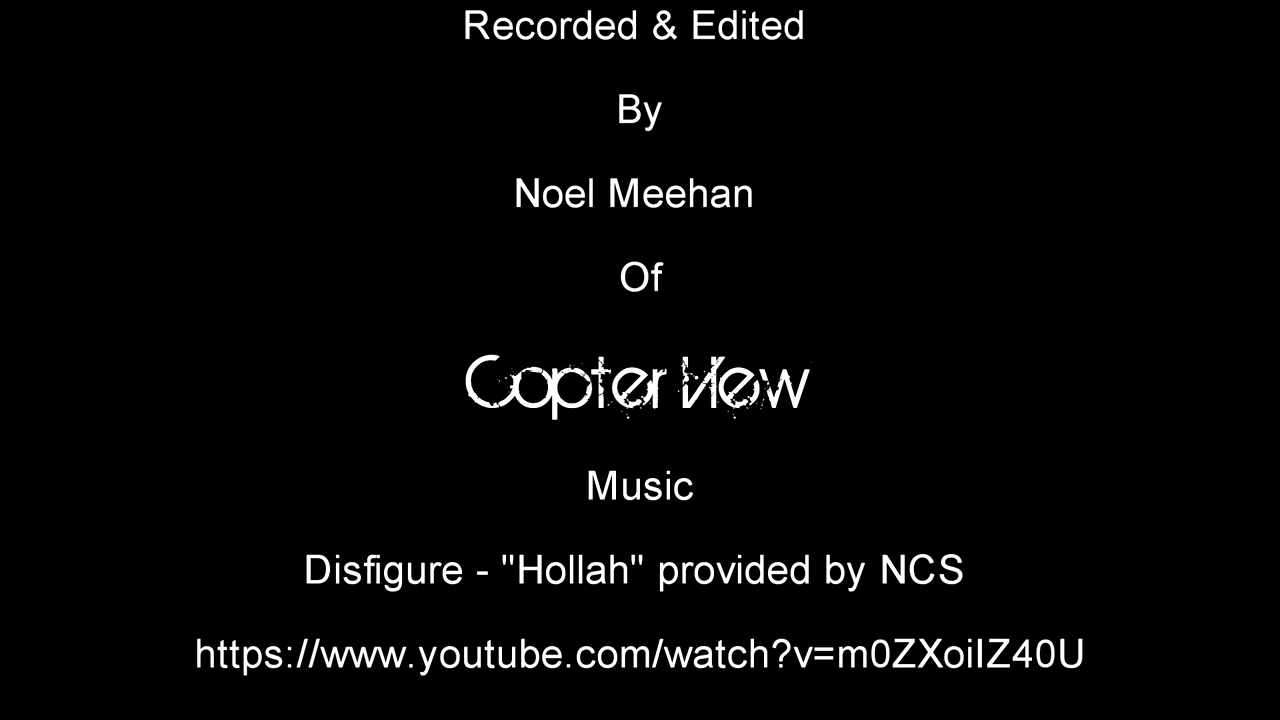 Recorded & Edited
By
Noel Meehan
Of
Copter View
Music
Disfigure - "Hollah" provided by NCS
https://www.youtube.com/watch?v=m0ZXoiIZ40U